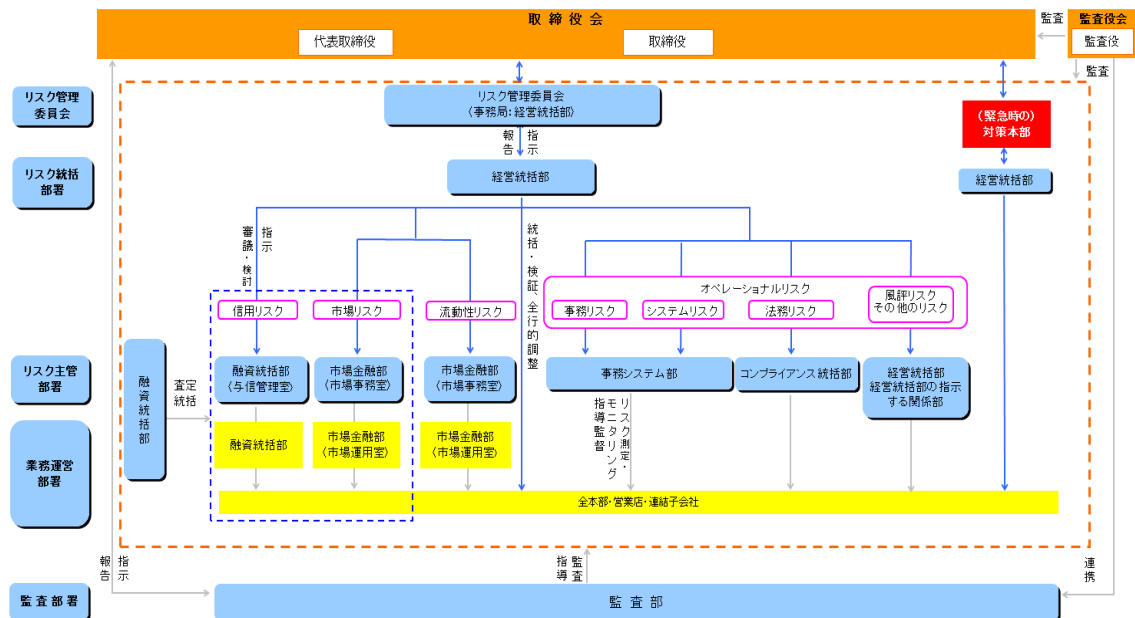 取締役会
代表取締役
取締役
監査
監査役会
監査役
監査
リスク管理
委員会
リスク管理委員会
（事務局：経営統括部）
（緊急時の）
対策本部
報告
指示
リスク統括
部署
経営統括部
経営統括部
審議・検討
指示
統括・検証、全行的調整
オペレーショナルリスク
信用リスク
市場リスク
流動性リスク
事務リスク
システムリスク
法務リスク
風評リスク
その他のリスク
リスク主管
部署
融資統括部
査定
統括
融資統括部
（与信管理室）
市場金融部
（市場事務室）
市場金融部
（市場事務室）
事務システム部
コンプライアンス統括部
経営統括部
経営統括部の指示
する関係部
業務運営
部署
融資統括部
市場金融部
（市場運用室）
市場金融部
（市場運用室）
リスク測定・
モニタリング
指導監督
全本部・営業店・連結子会社
報告
指示
指導
監査
連携
監査部署
監査部